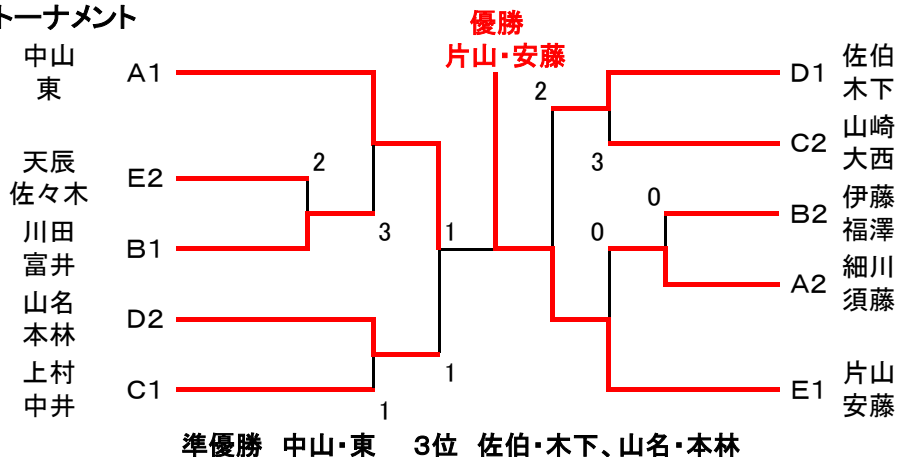 トーナメント
優勝
片山・安藤
中山
東
A1
天辰
佐々木
E2
川田
富井
B1
山名
本林
D2
上村
中井
C1
2
3
1
1
1
2
3
0
0
D1
佐伯
木下
C2
山崎
大西
B2
伊藤
福澤
A2
細川
須藤
E1
片山
安藤
準優勝 中山・東 3位 佐伯・木下、山名・本林